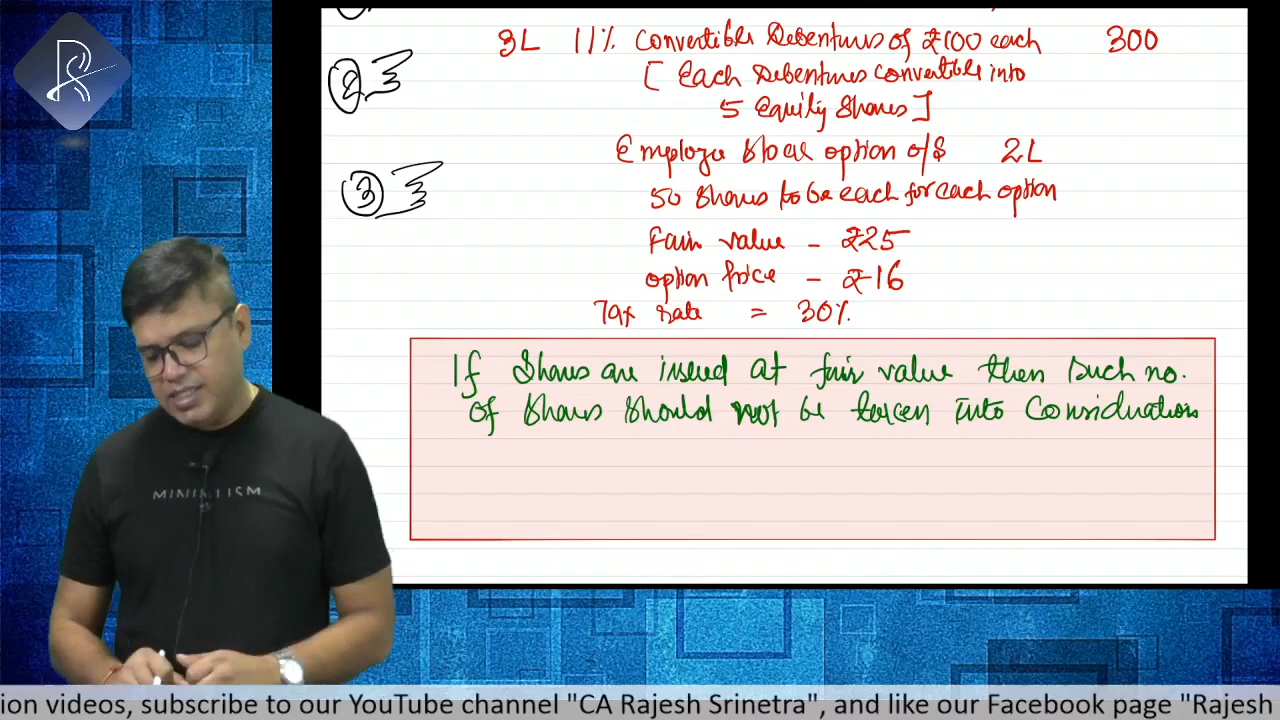 3L 11% Convertible Debentures of ₹100 each 300
[ Each Debentures convertible into
5 Equity Shares ]
② Employee Stock option o/s 2L
③ 50 Shares to be each for each option
Fair value - ₹25
option price - ₹16
Tax rate = 30%.
If Shares are issued at fair value then such no.
of Shares should not be taken into Consideration
MINIMLISM
ion videos, subscribe to our YouTube channel "CA Rajesh Srinetra", and like our Facebook page "Rajesh